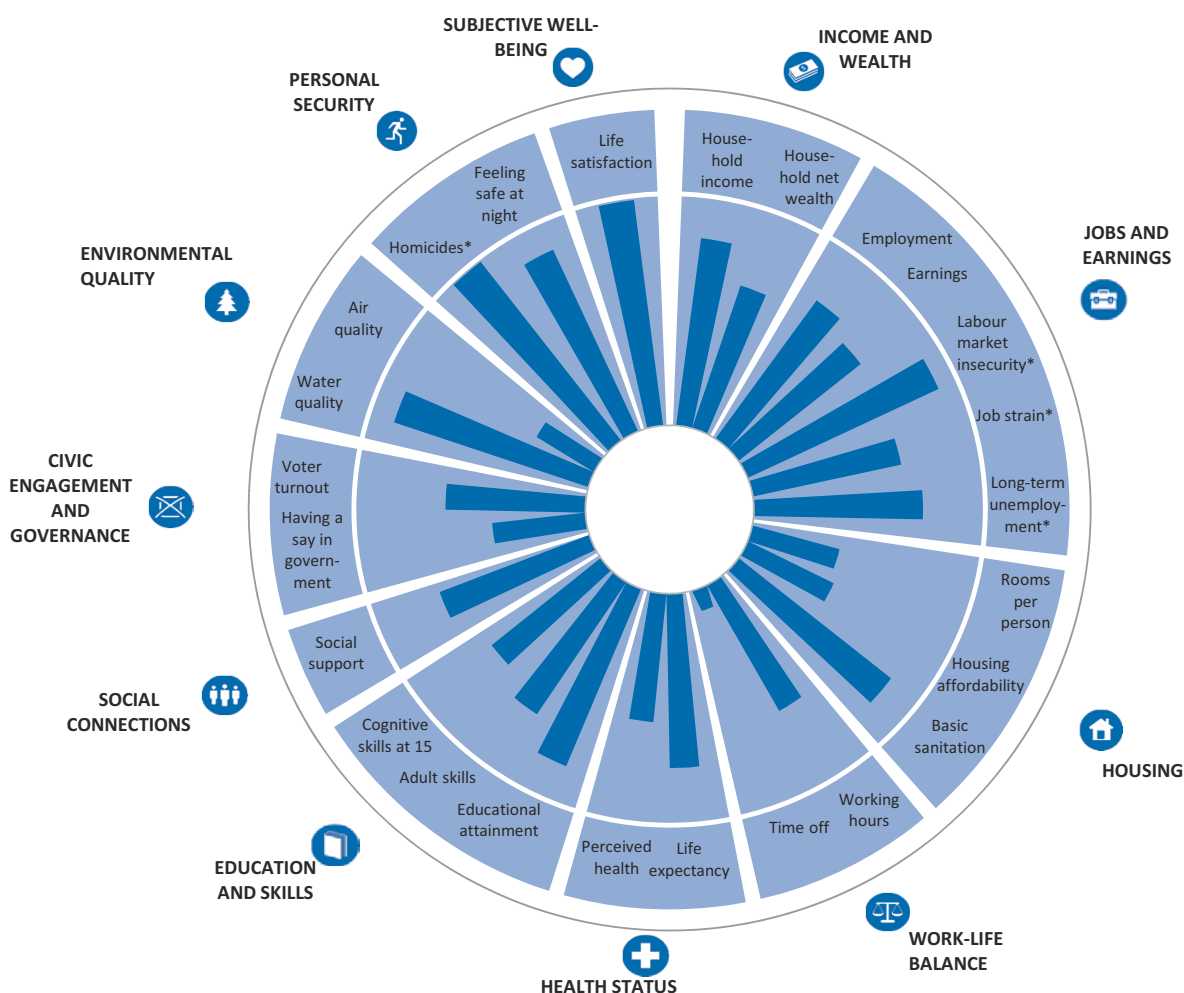 SUBJECTIVE WELL-
BEING
INCOME AND
WEALTH
PERSONAL
SECURITY
Life
satisfaction
House-
hold
income
House-
hold net
wealth
Feeling
safe at
night
Homicides*
Employment
Earnings
JOBS AND
EARNINGS
ENVIRONMENTAL
QUALITY
Air
quality
Water
quality
Labour
market
insecurity*
Job strain*
Long-term
unemploy-
ment*
CIVIC
ENGAGEMENT
AND
GOVERNANCE
Voter
turnout
Having a
say in
govern-
ment
Rooms
per
person
Housing
affordability
Basic
sanitation
HOUSING
Social
support
SOCIAL
CONNECTIONS
Cognitive
skills at 15
Adult skills
Educational
attainment
Perceived
health
Life
expectancy
Time off
Working
hours
EDUCATION
AND SKILLS
WORK-LIFE
BALANCE
HEALTH STATUS